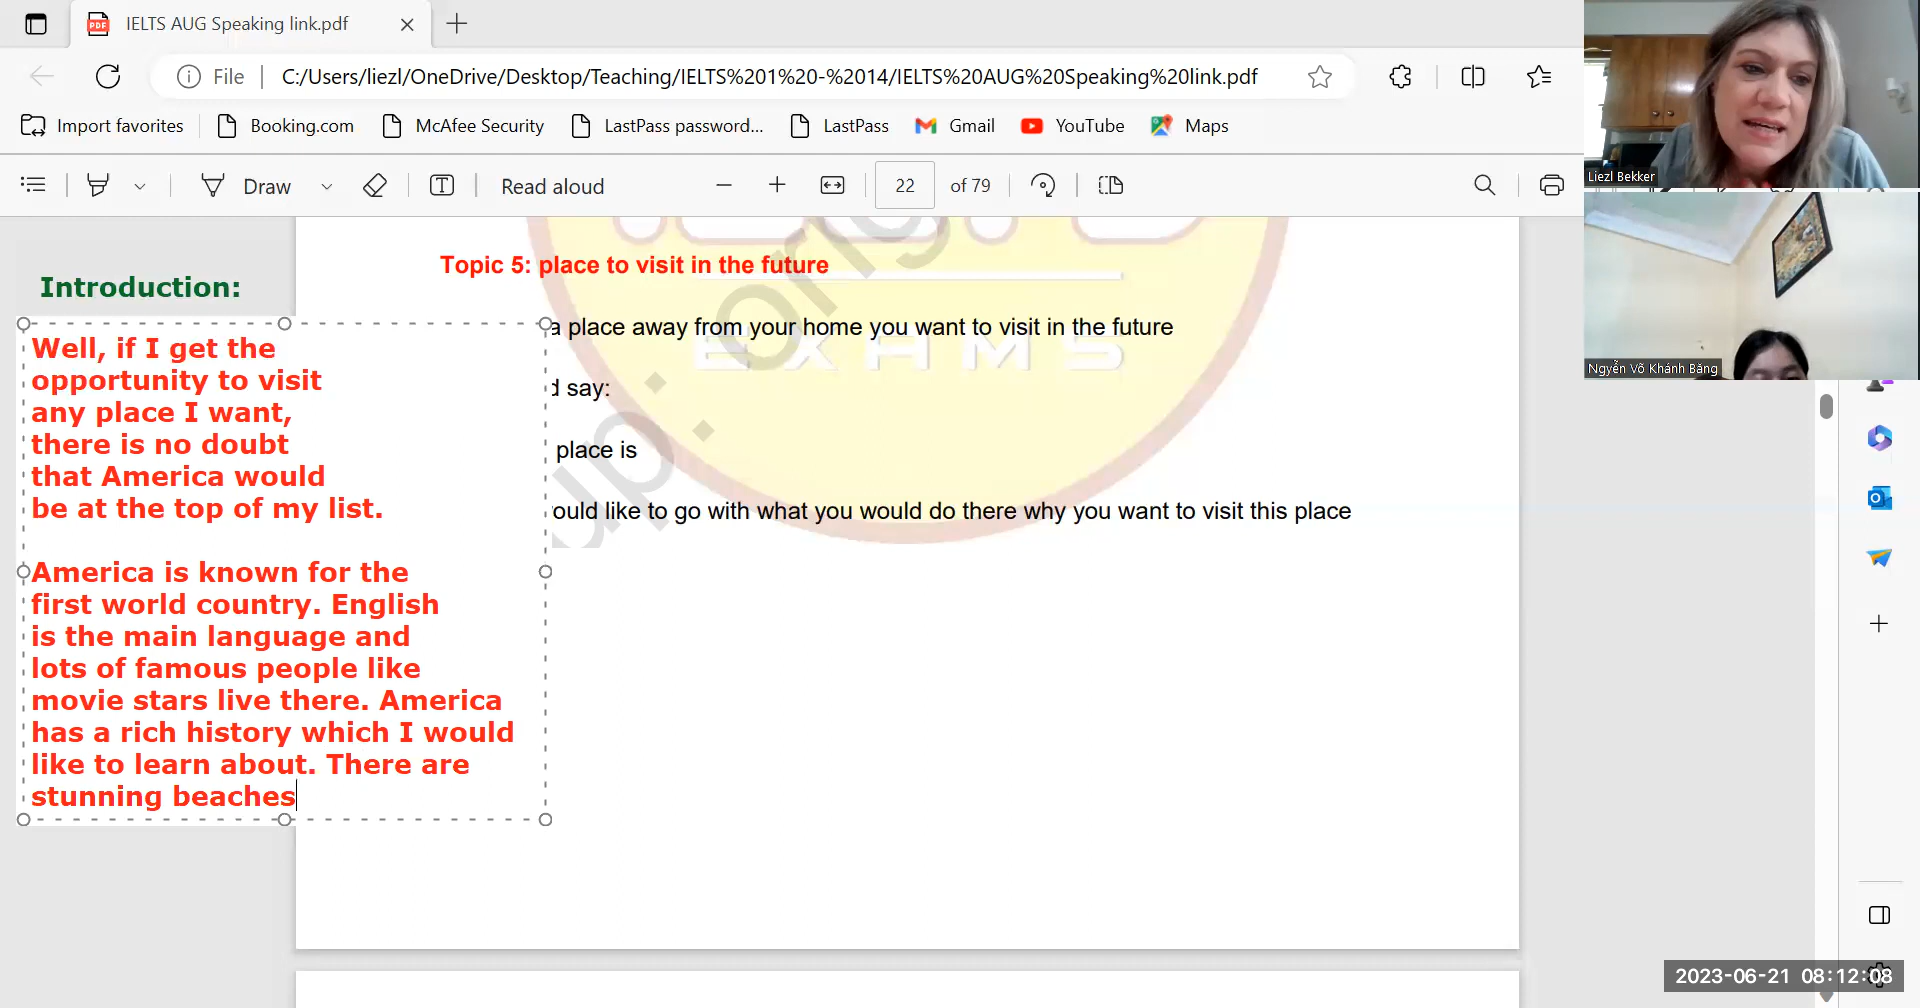 IELTS AUG Speaking link.pdf
File
C:/Users/liezl/OneDrive/Desktop/Teaching/IELTS%201%20-%2014/IELTS%20AUG%20Speaking%20link.pdf
Import favorites
Booking.com
McAfee Security
LastPass password...
LastPass
Gmail
YouTube
Maps
Draw
Read aloud
22
of 79
Liezl Bekker
Ngyễn Võ Khánh Băng
Topic 5: place to visit in the future
a place away from your home you want to visit in the future
d say:
place is
ould like to go with what you would do there why you want to visit this place
EXAMS
up: orig
Introduction:
Well, if I get the
opportunity to visit
any place I want,
there is no doubt
that America would
be at the top of my list.
America is known for the
first world country. English
is the main language and
lots of famous people like
movie stars live there. America
has a rich history which I would
like to learn about. There are
stunning beaches
2023-06-21 08:12:08